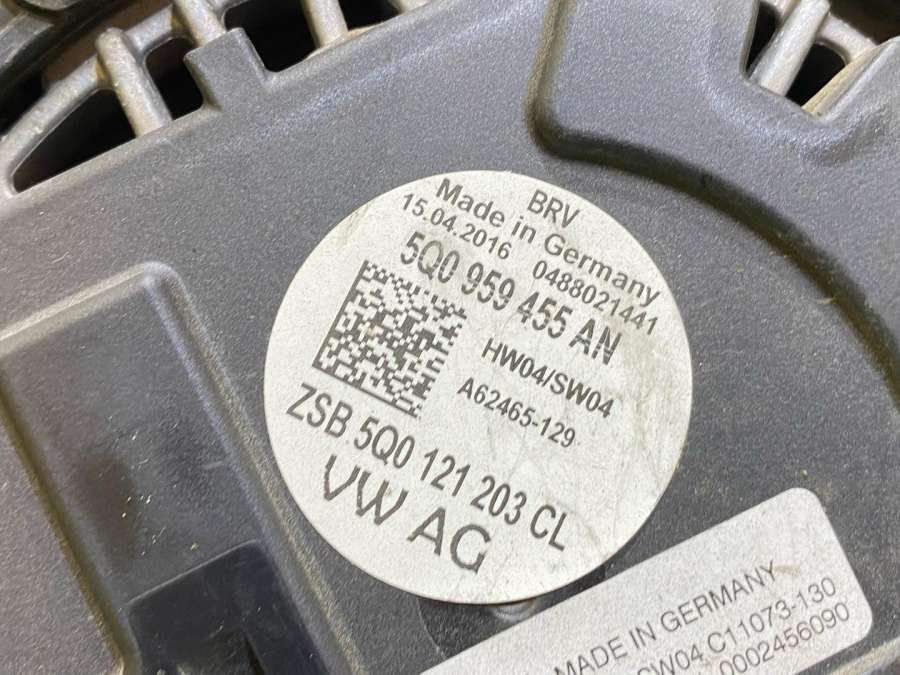 BRV
Made in Germany
15.04.2016 0488021441
5Q0 959 455 AN
HW04/SW04
A62465-129
ZSB 5Q0 121 203 CL
VW AG
MADE IN GERMANY
SW04 C11073-130
0002456090